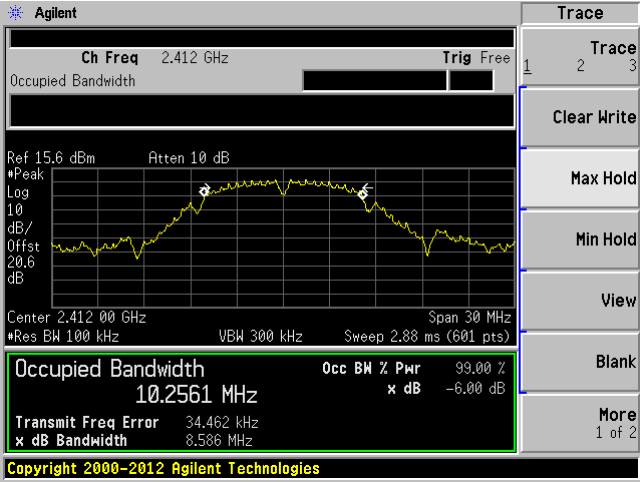 Agilent
Trace
Ch Freq 2.412 GHz Trig Free
Occupied Bandwidth
Trace
1 2 3
Clear Write
Max Hold
Min Hold
View
Blank
More
1 of 2
Ref 15.6 dBm Atten 10 dB
#Peak
Log
10
dB/
Offst
20.6
dB
Center 2.412 00 GHz Span 30 MHz
#Res BW 100 kHz VBW 300 kHz Sweep 2.88 ms (601 pts)
Occupied Bandwidth Occ BW % Pwr 99.00 %
10.2561 MHz x dB -6.00 dB
Transmit Freq Error 34.462 kHz
x dB Bandwidth 8.586 MHz
Copyright 2000-2012 Agilent Technologies